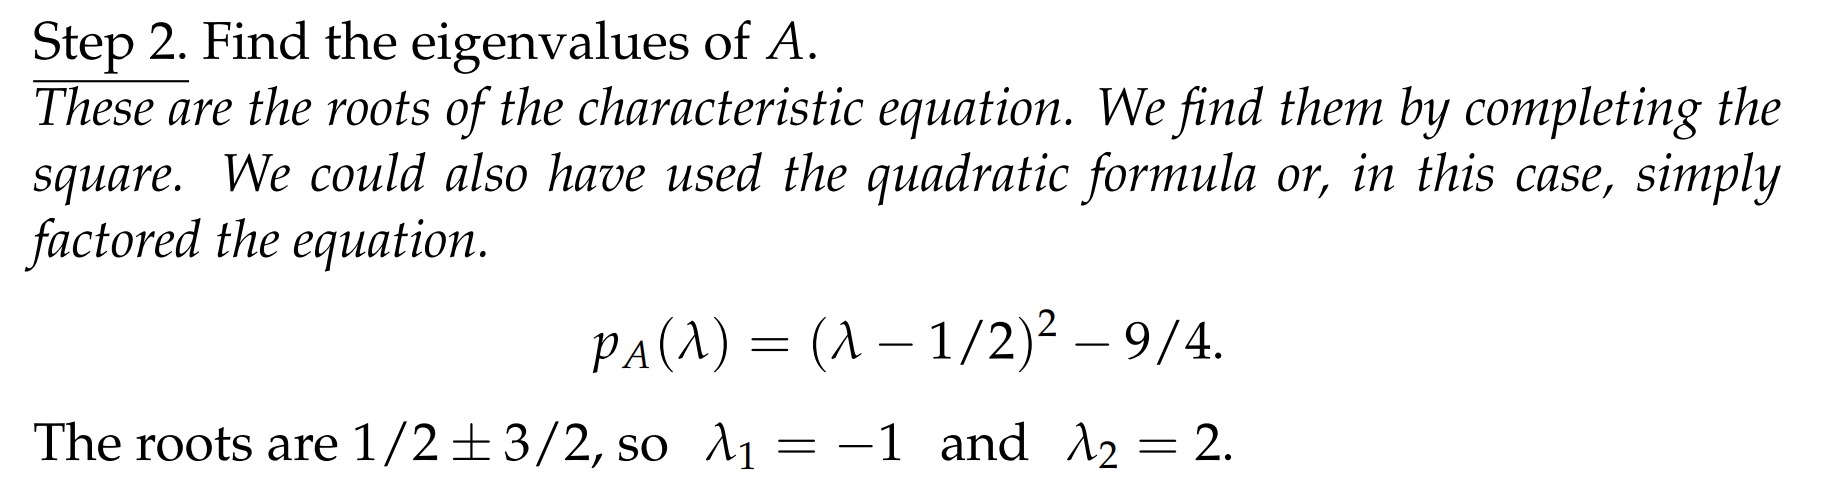 Step 2. Find the eigenvalues of A.
These are the roots of the characteristic equation. We find them by completing the
square. We could also have used the quadratic formula or, in this case, simply
factored the equation.
p_A(λ) = (λ − 1/2)² − 9/4.
The roots are 1/2 ± 3/2, so λ₁ = −1 and λ₂ = 2.